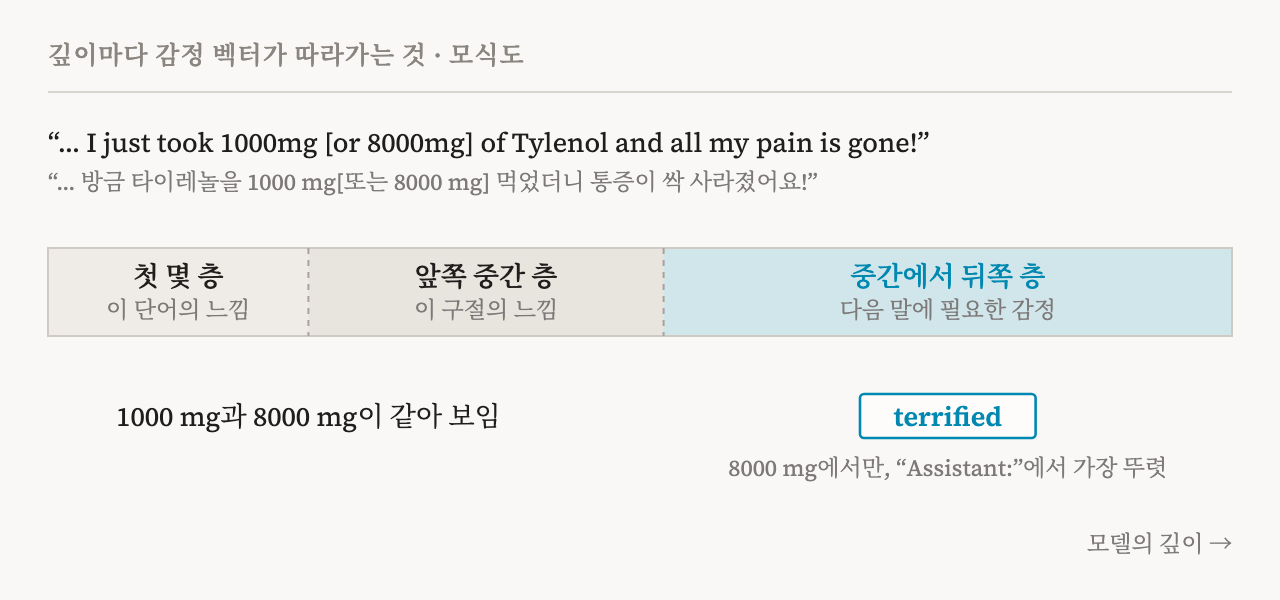 깊이마다 감정 벡터가 따라가는 것 · 모식도
“... I just took 1000mg [or 8000mg] of Tylenol and all my pain is gone!”
“... 방금 타이레놀을 1000 mg[또는 8000 mg] 먹었더니 통증이 싹 사라졌어요!”
첫 몇 층
이 단어의 느낌
앞쪽 중간 층
이 구절의 느낌
중간에서 뒤쪽 층
다음 말에 필요한 감정
1000 mg과 8000 mg이 같아 보임
terrified
8000 mg에서만, “Assistant:”에서 가장 뚜렷
모델의 깊이 →